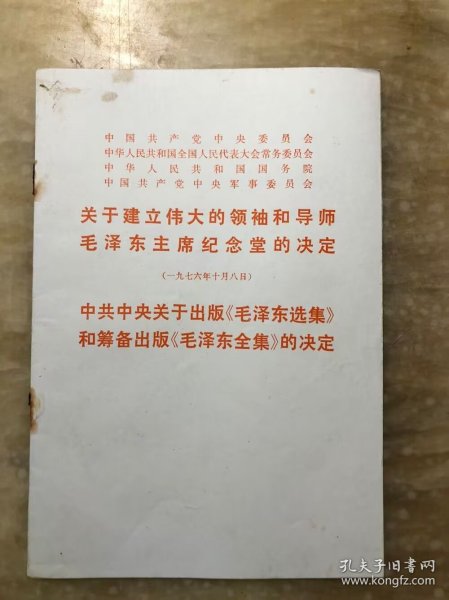 中国共产党中央委员会
中华人民共和国全国人民代表大会常务委员会
中华人民共和国国务院
中国共产党中央军事委员会
关于建立伟大的领袖和导师
毛泽东主席纪念堂的决定
(一九七六年十月八日)
中共中央关于出版《毛泽东选集》
和筹备出版《毛泽东全集》的决定
孔夫子旧书网
www.kongfz.com